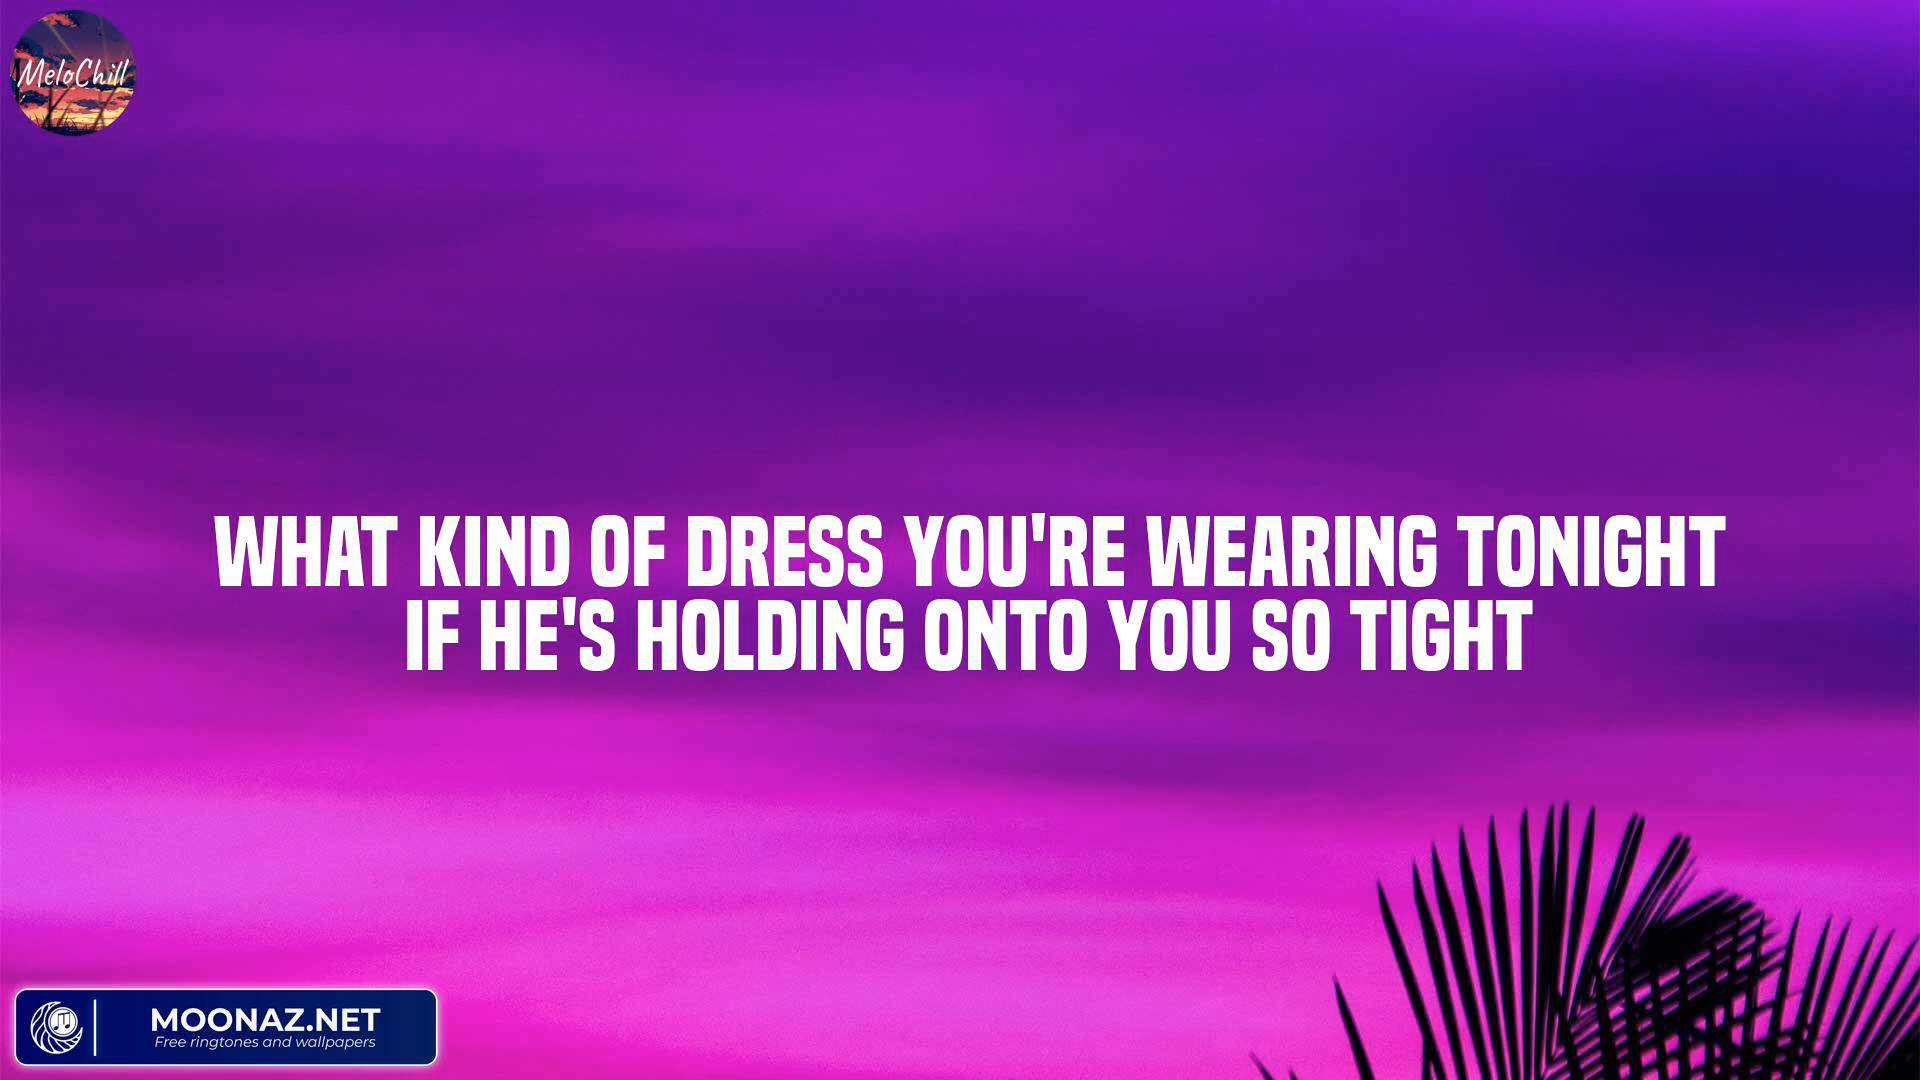 MeloChill
WHAT KIND OF DRESS YOU'RE WEARING TONIGHT
IF HE'S HOLDING ONTO YOU SO TIGHT
MOONAZ.NET
Free ringtones and wallpapers